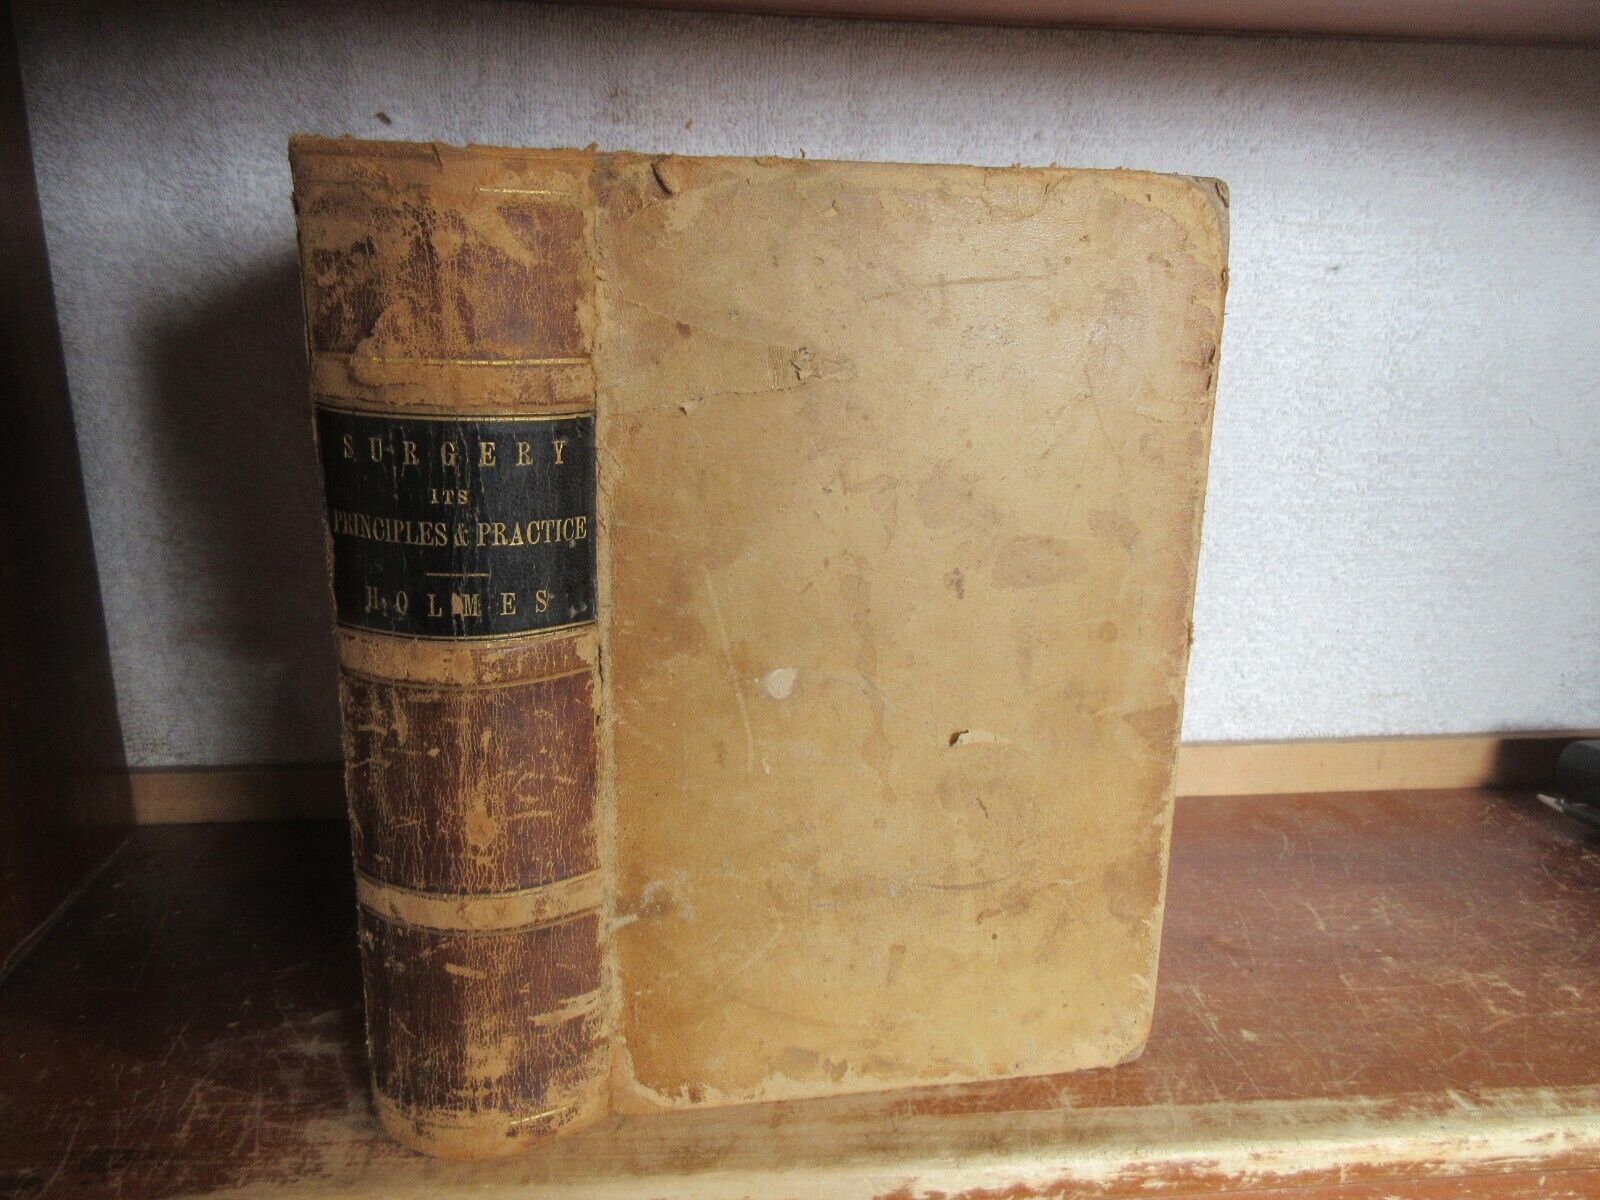 SURGERY
ITS
PRINCIPLES & PRACTICE
HOLMES